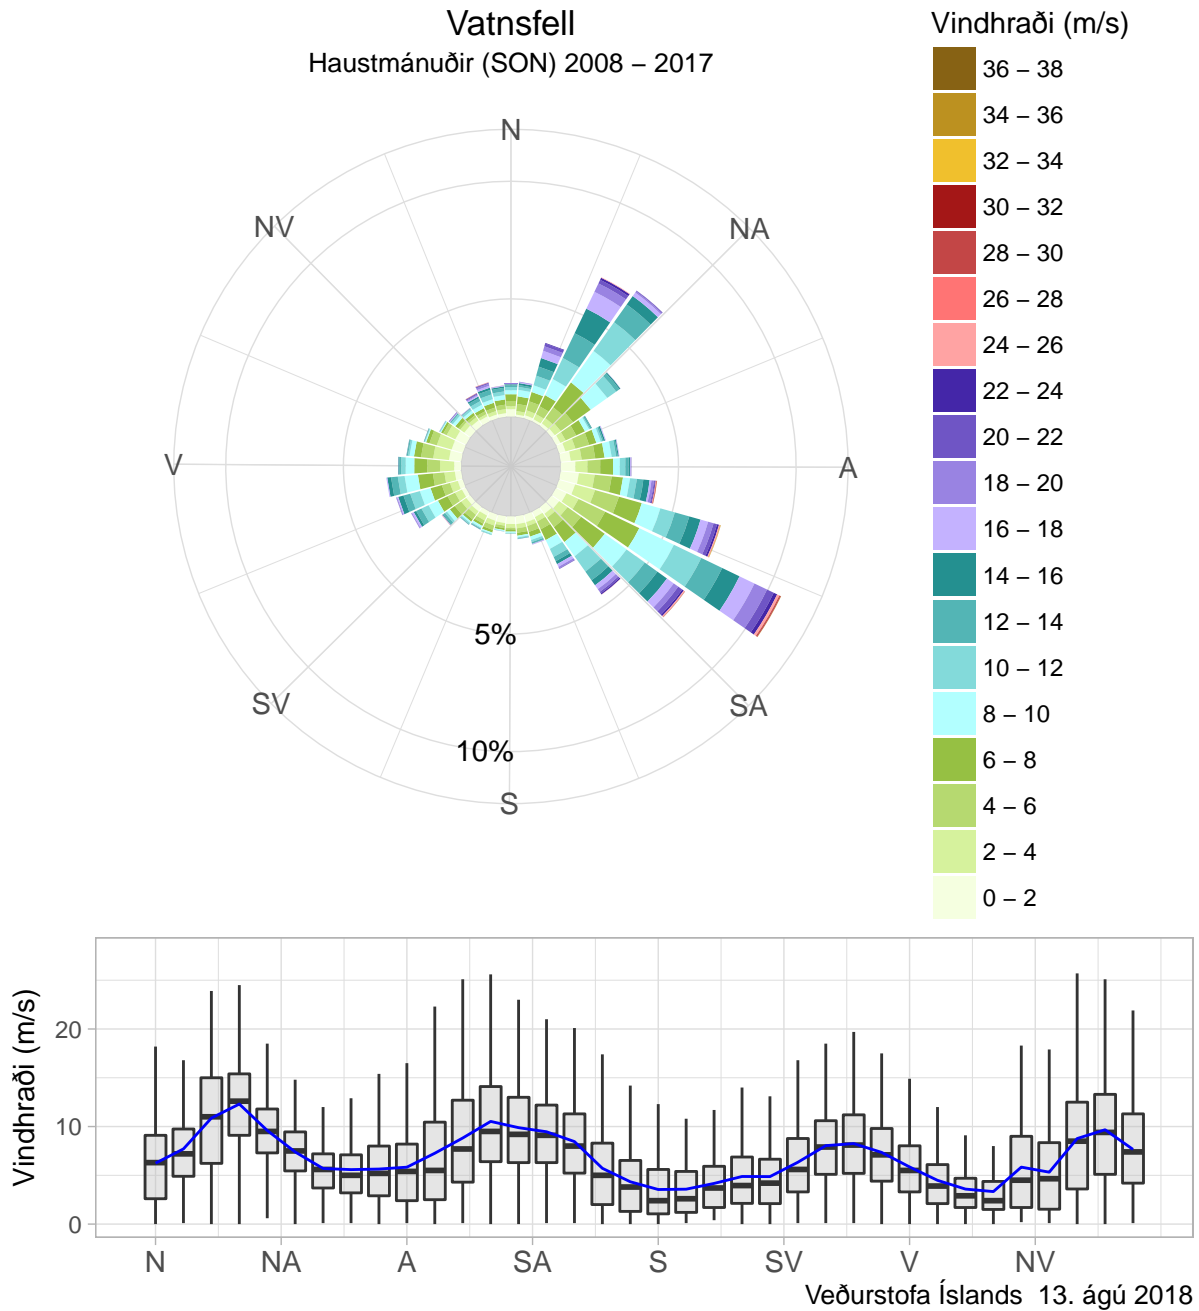 Vatnsfell
Haustmánuðir (SON) 2008 – 2017
N
NV
NA
V
A
5%
SV
SA
10%
S
Vindhraði (m/s)
36 – 38
34 – 36
32 – 34
30 – 32
28 – 30
26 – 28
24 – 26
22 – 24
20 – 22
18 – 20
16 – 18
14 – 16
12 – 14
10 – 12
8 – 10
6 – 8
4 – 6
2 – 4
0 – 2
Vindhraði (m/s)
20
10
0
N NA A SA S SV V NV
Veðurstofa Íslands 13. ágú 2018